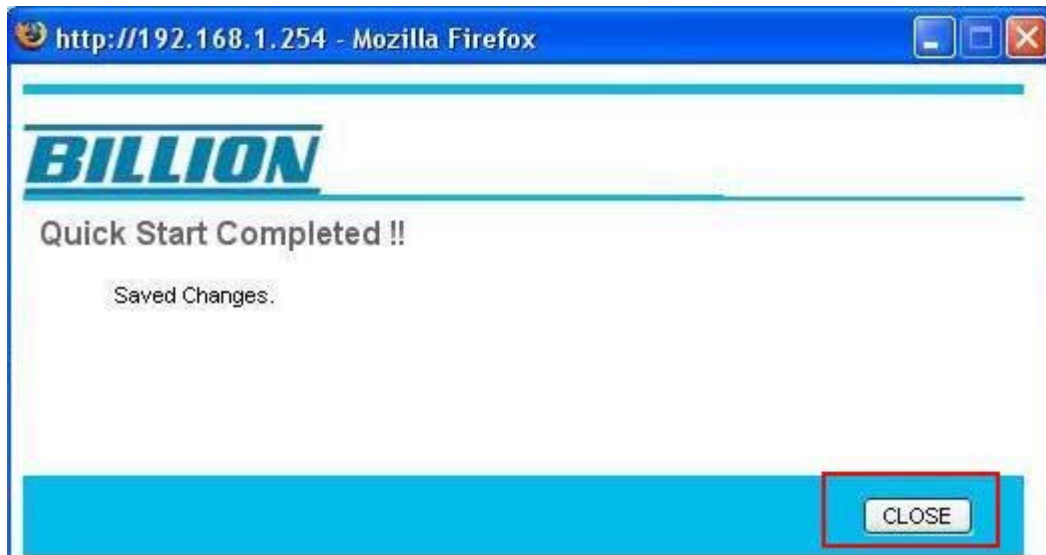 http://192.168.1.254 - Mozilla Firefox
BILLION
Quick Start Completed !!
Saved Changes.
CLOSE